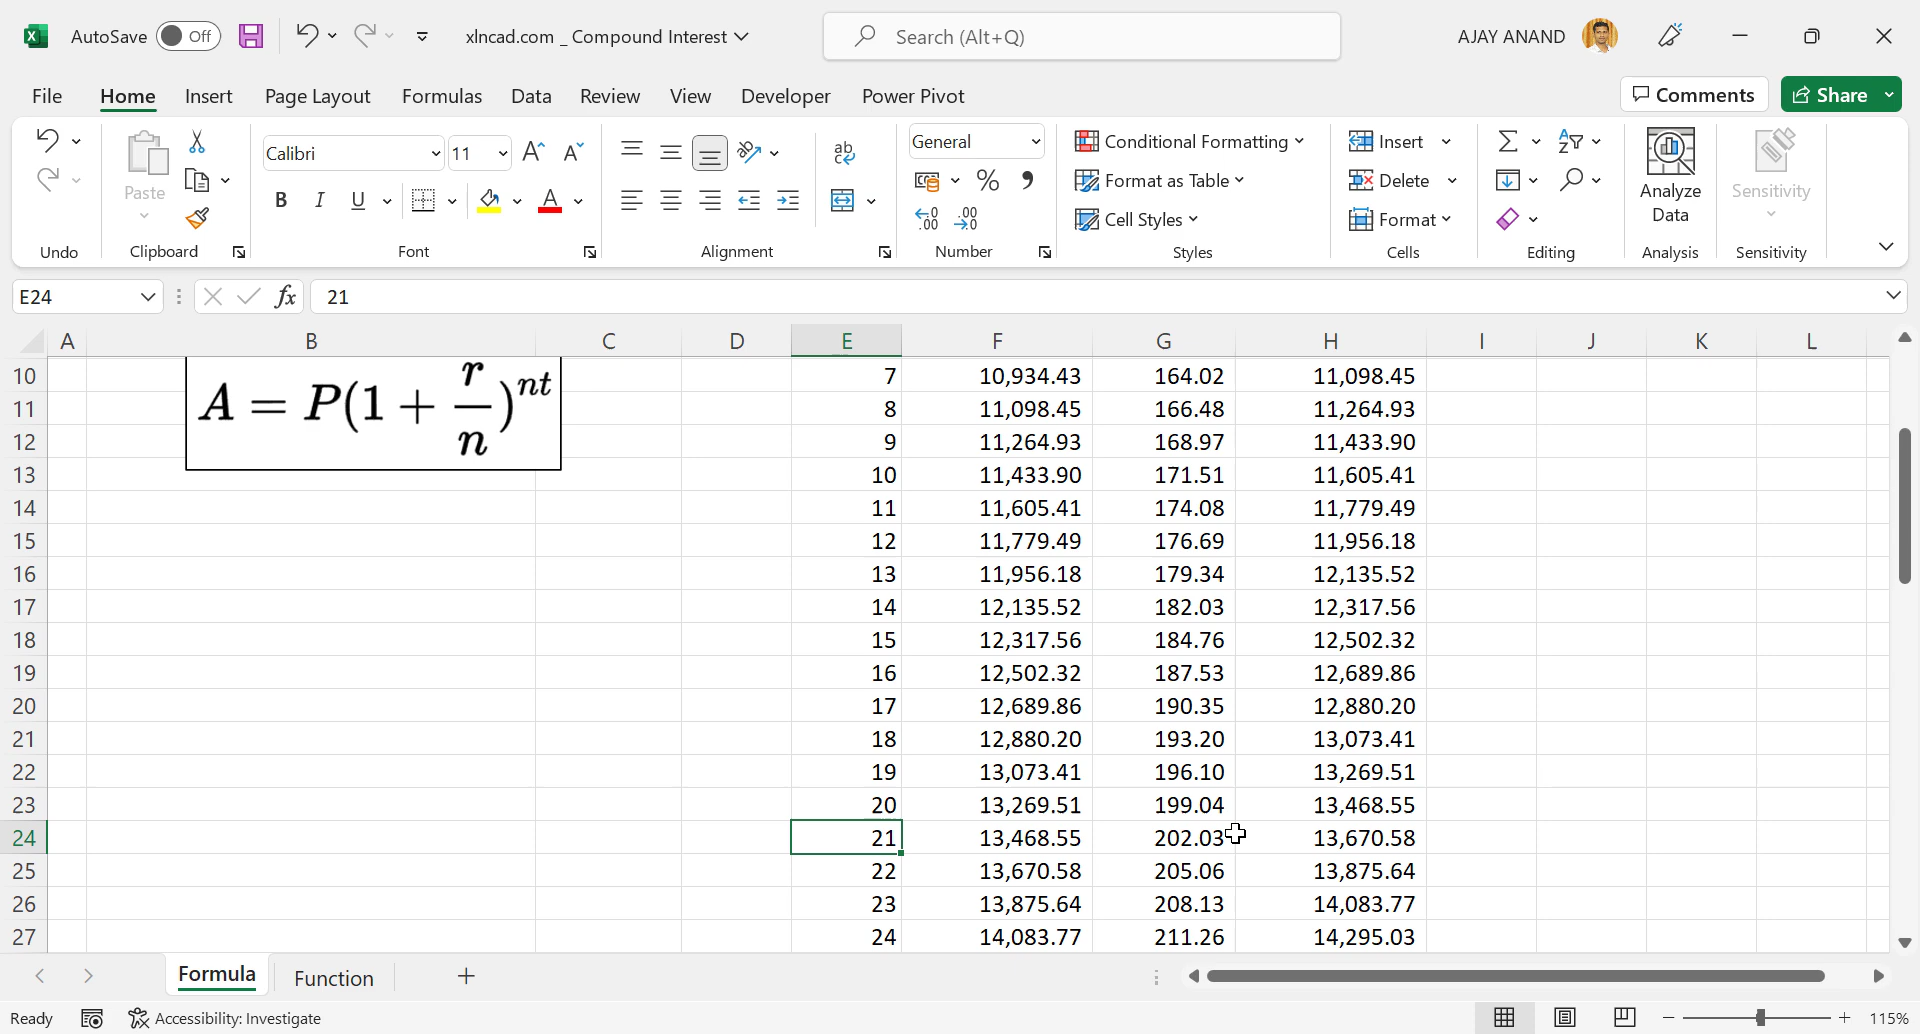 AutoSave Off xlncad.com _ Compound Interest Search (Alt+Q) AJAY ANAND
File Home Insert Page Layout Formulas Data Review View Developer Power Pivot Comments Share
Undo
Paste
Clipboard
Calibri 11
B I U A
Font
ab
Alignment
General
% ,
Number
Conditional Formatting
Format as Table
Cell Styles
Styles
Insert
Delete
Format
Cells
Editing
Analyze
Data
Analysis
Sensitivity
Sensitivity
E24 fx 21
A B C D E F G H I J K L
A = P(1 + r/n)^nt
10 7 10,934.43 164.02 11,098.45
11 8 11,098.45 166.48 11,264.93
12 9 11,264.93 168.97 11,433.90
13 10 11,433.90 171.51 11,605.41
14 11 11,605.41 174.08 11,779.49
15 12 11,779.49 176.69 11,956.18
16 13 11,956.18 179.34 12,135.52
17 14 12,135.52 182.03 12,317.56
18 15 12,317.56 184.76 12,502.32
19 16 12,502.32 187.53 12,689.86
20 17 12,689.86 190.35 12,880.20
21 18 12,880.20 193.20 13,073.41
22 19 13,073.41 196.10 13,269.51
23 20 13,269.51 199.04 13,468.55
24 21 13,468.55 202.03 13,670.58
25 22 13,670.58 205.06 13,875.64
26 23 13,875.64 208.13 14,083.77
27 24 14,083.77 211.26 14,295.03
Formula Function
Ready Accessibility: Investigate 115%